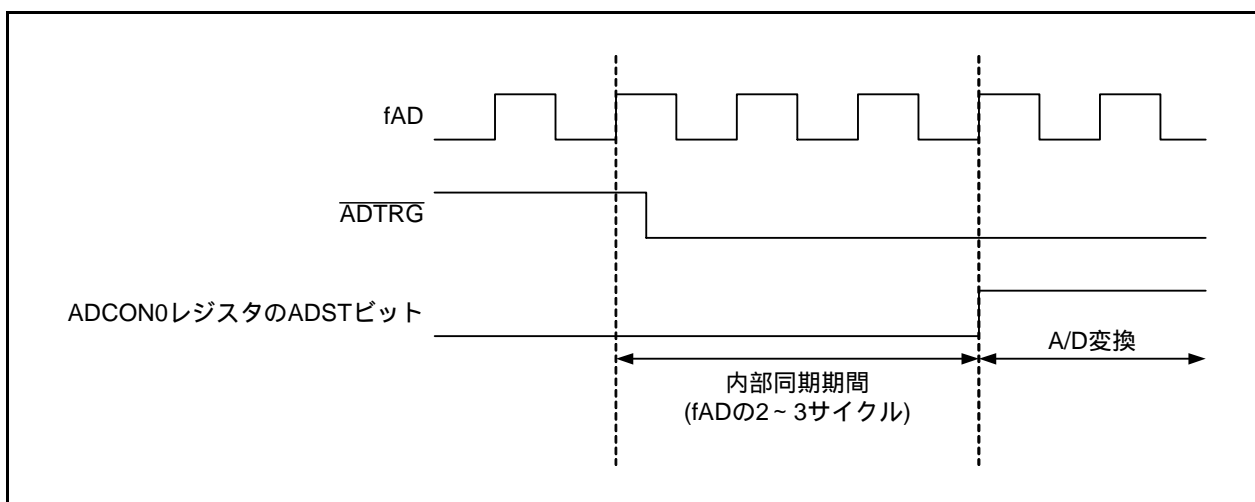 fAD
ADTRG
ADCON0レジスタのADSTビット
A/D変換
内部同期期間
(fADの2~3サイクル)